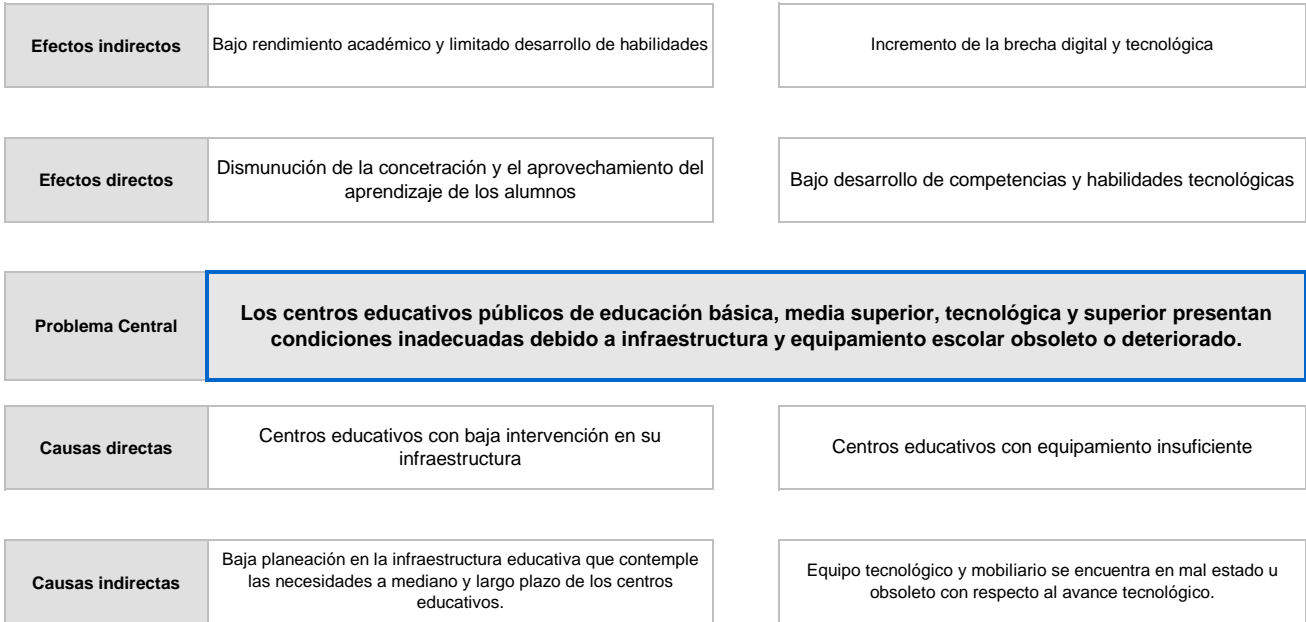 Efectos indirectos
Bajo rendimiento académico y limitado desarrollo de habilidades
Incremento de la brecha digital y tecnológica
Efectos directos
Dismunución de la concetración y el aprovechamiento del
aprendizaje de los alumnos
Bajo desarrollo de competencias y habilidades tecnológicas
Problema Central
Los centros educativos públicos de educación básica, media superior, tecnológica y superior presentan
condiciones inadecuadas debido a infraestructura y equipamiento escolar obsoleto o deteriorado.
Causas directas
Centros educativos con baja intervención en su
infraestructura
Centros educativos con equipamiento insuficiente
Causas indirectas
Baja planeación en la infraestructura educativa que contemple
las necesidades a mediano y largo plazo de los centros
educativos.
Equipo tecnológico y mobiliario se encuentra en mal estado u
obsoleto con respecto al avance tecnológico.